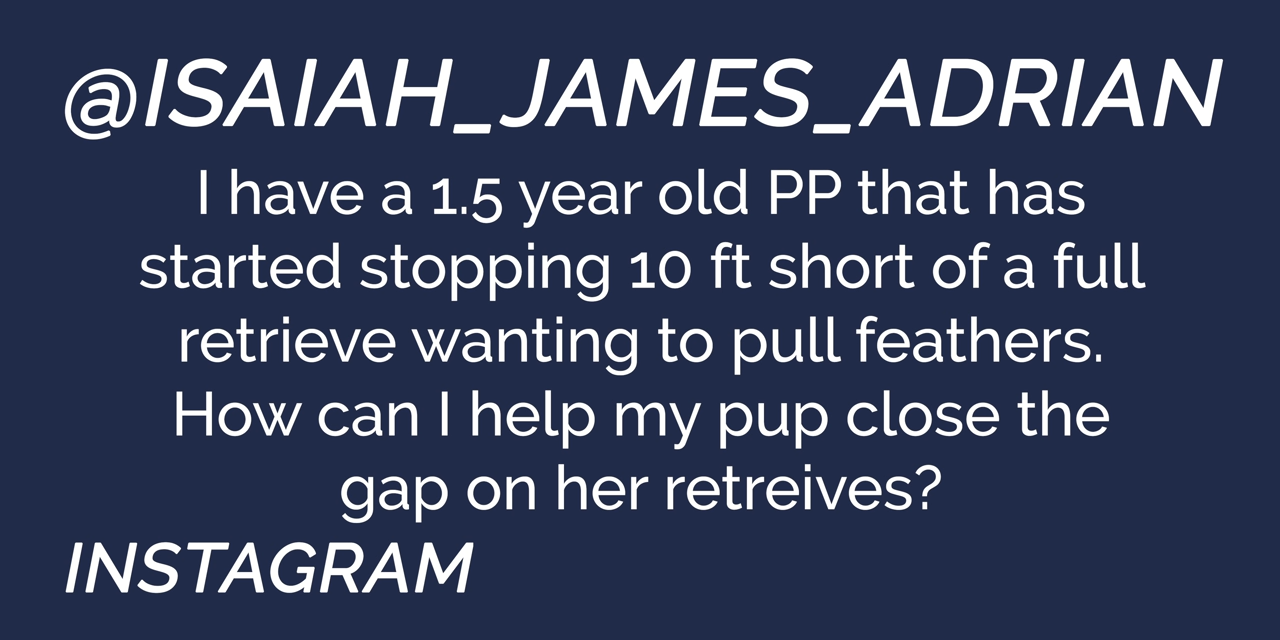 @ISAIAH_JAMES_ADRIAN
I have a 1.5 year old PP that has
started stopping 10 ft short of a full
retrieve wanting to pull feathers.
How can I help my pup close the
gap on her retreives?
INSTAGRAM